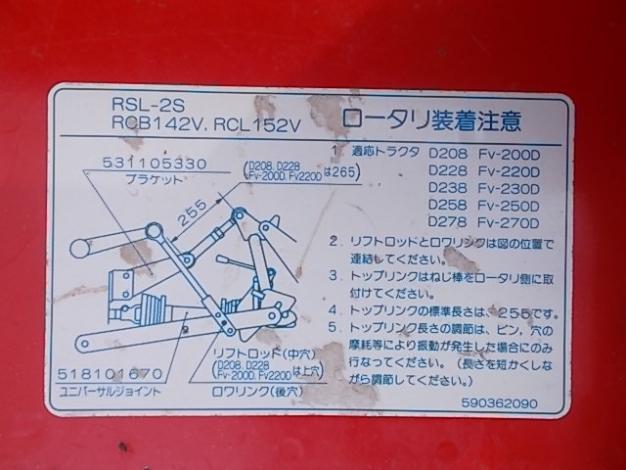 RSL-2S
RCB142V. RCL152V
ロータリ装着注意
531105330
ブラケット
(D208. D228
Fv-200D. Fv2200は265)
255
1. 適応トラクタ D208 Fv-200D
D228 Fv-220D
D238 Fv-230D
D258 Fv-250D
D278 Fv-270D
2. リフトロッドとロワリンクは図の位置で
連結してください。
3. トップリンクはねじ棒をロータリ側に取
付けてください。
4. トップリンクの標準長さは、255です。
5. トップリンク長さの調節は、ピン、穴の
摩耗等により振動が発生した場合にのみ
行なってください。(長さを短かくしな
がら調節してください。)
リフトロッド(中穴)
(D208. D228
Fv-200D. Fv2200は上穴)
ロワリンク(後穴)
518101670
ユニバーサルジョイント
590362090